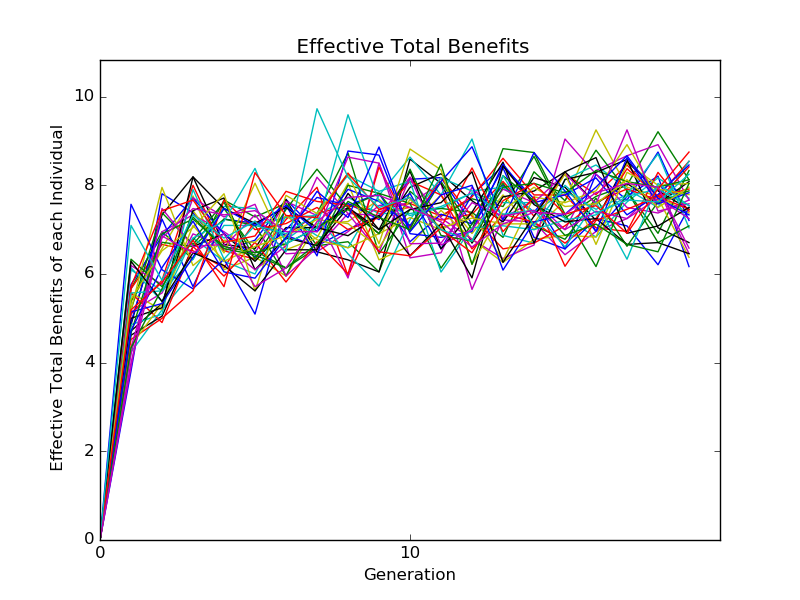 Effective Total Benefits
Effective Total Benefits of each Individual
10
8
6
4
2
0
0
10
Generation